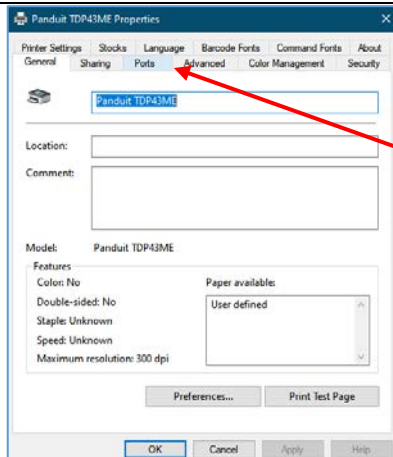 Panduit TDP43ME Properties
Printer Settings Stocks Language Barcode Fonts Command Fonts About
General Sharing Ports Advanced Color Management Security
Panduit TDP43ME
Location:
Comment:
Model: Panduit TDP43ME
Features
Color: No
Double-sided: No
Staple: Unknown
Speed: Unknown
Maximum resolution: 300 dpi
Paper available:
User defined
Preferences... Print Test Page
OK Cancel Apply Help